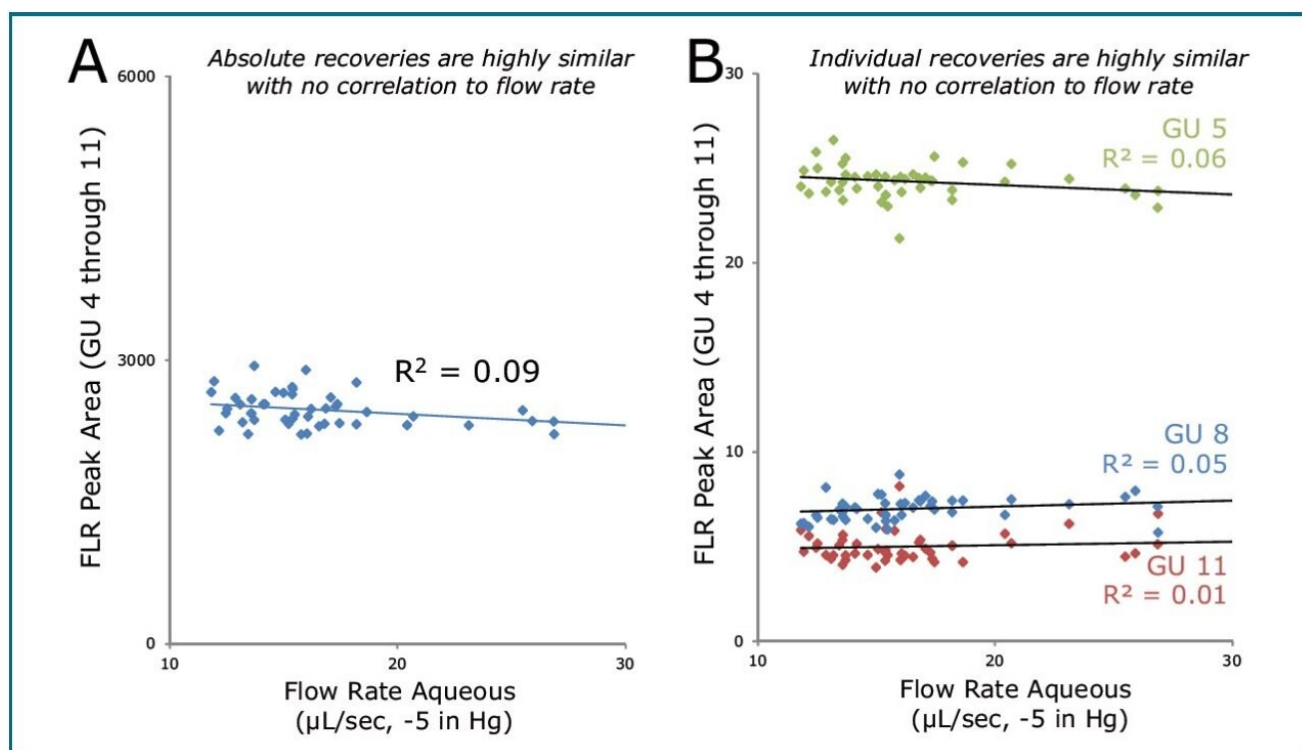 A
Absolute recoveries are highly similar
with no correlation to flow rate
6000
3000
0
FLR Peak Area (GU 4 through 11)
R² = 0.09
10
20
30
Flow Rate Aqueous
(µL/sec, -5 in Hg)
B
Individual recoveries are highly similar
with no correlation to flow rate
30
20
10
0
FLR Peak Area (GU 4 through 11)
GU 5
R² = 0.06
GU 8
R² = 0.05
GU 11
R² = 0.01
10
20
30
Flow Rate Aqueous
(µL/sec, -5 in Hg)